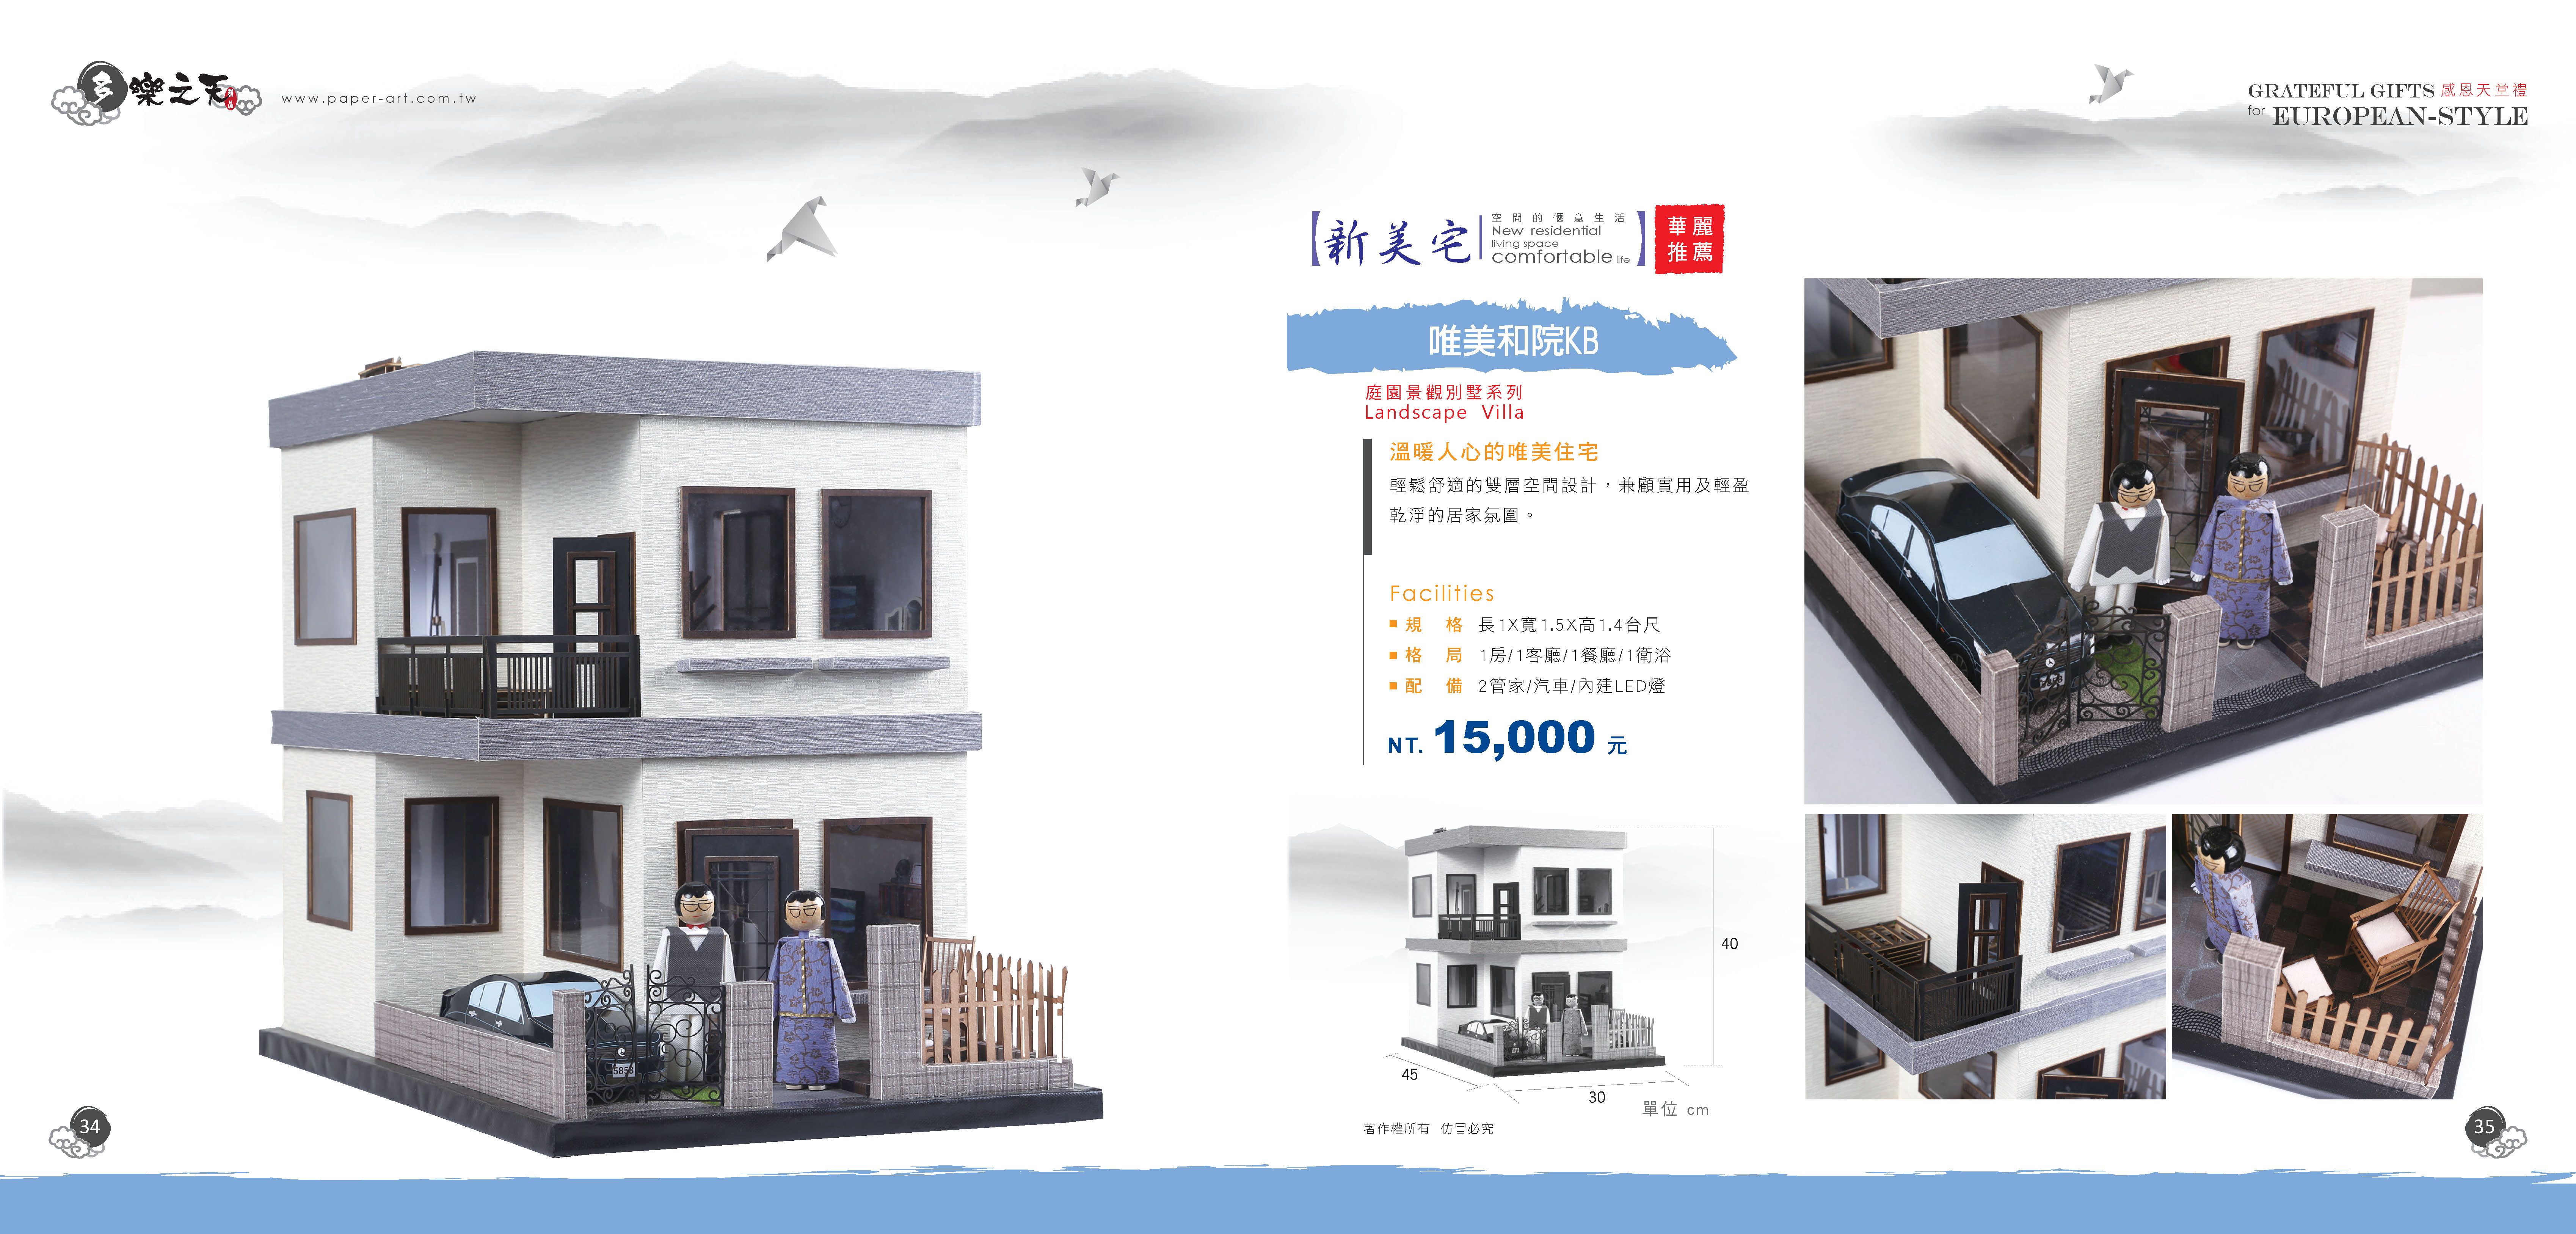 樂之天
www.paper-art.com.tw
GRATEFUL GIFTS 感恩天堂禮
for EUROPEAN-STYLE
【新美宅
空間的愜意生活
New residential
living space
comfortable life】
華麗
推薦
唯美和院KB
庭園景觀別墅系列
Landscape Villa
溫暖人心的唯美住宅
輕鬆舒適的雙層空間設計，兼顧實用及輕盈
乾淨的居家氛圍。
Facilities
規 格 長1X寬1.5X高1.4台尺
格 局 1房/1客廳/1餐廳/1衛浴
配 備 2管家/汽車/內建LED燈
NT. 15,000 元
40
45
30
單位 cm
著作權所有 仿冒必究
5858
34
35